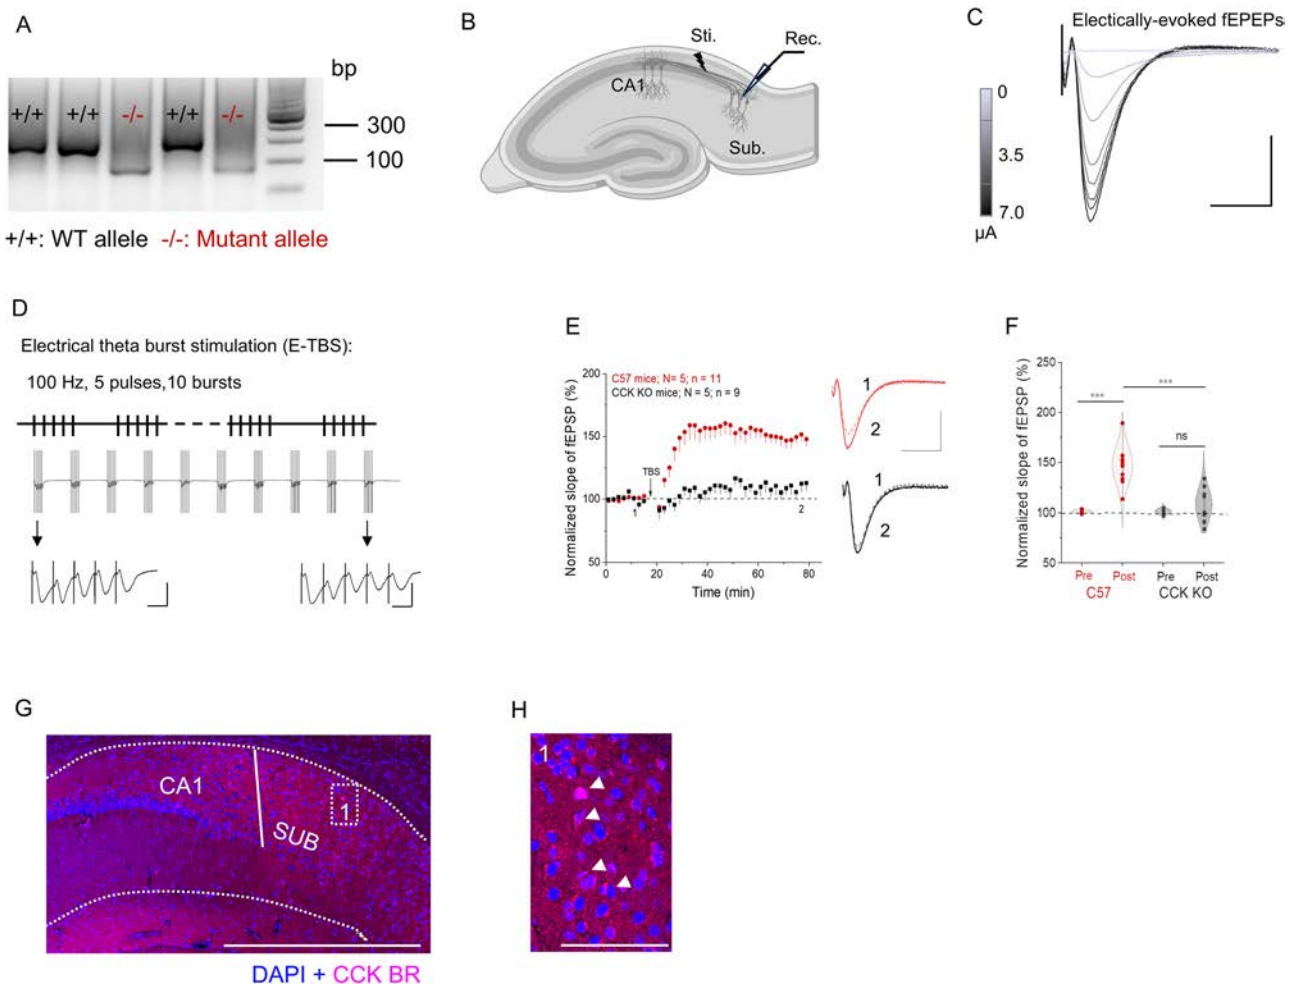 A
bp
+/+ +/+ -/- +/+ -/-
300
100
+/+: WT allele -/-: Mutant allele
B
Sti.
Rec.
CA1
Sub.
C
Electically-evoked fEPEPs
0
3.5
7.0
µA
D
Electrical theta burst stimulation (E-TBS):
100 Hz, 5 pulses,10 bursts
E
Normalized slope of fEPSP (%)
200
150
100
50
C57 mice; N= 5; n = 11
CCK KO mice; N = 5; n = 9
TBS
1
2
0 20 40 60 80
Time (min)
1
2
1
2
F
Normalized slope of fEPSP (%)
250
200
150
100
50
***
***
ns
Pre Post Pre Post
C57 CCK KO
G
CA1
SUB
1
DAPI + CCK BR
H
1